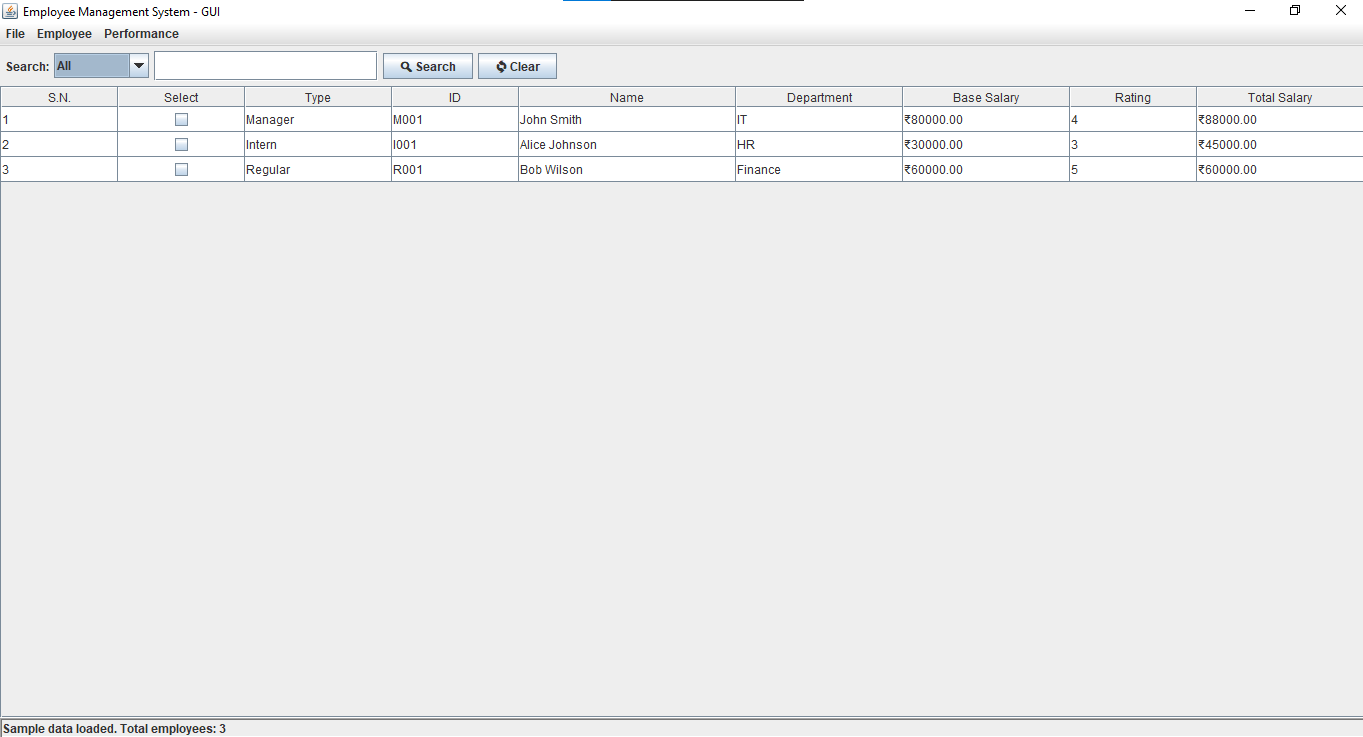 Employee Management System - GUI
File Employee Performance
Search: All Search Clear
S.N. Select Type ID Name Department Base Salary Rating Total Salary
1 Manager M001 John Smith IT ₹80000.00 4 ₹88000.00
2 Intern I001 Alice Johnson HR ₹30000.00 3 ₹45000.00
3 Regular R001 Bob Wilson Finance ₹60000.00 5 ₹60000.00
Sample data loaded. Total employees: 3